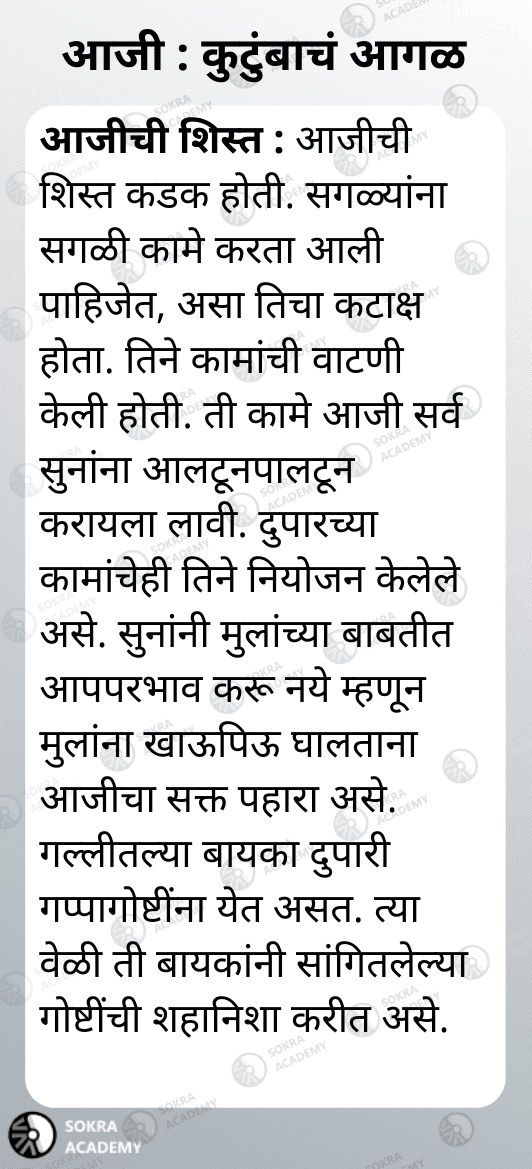 आजी : कुटुंबाचं आगळ
आजीची शिस्त : आजीची
शिस्त कडक होती. सगळ्यांना
सगळी कामे करता आली
पाहिजेत, असा तिचा कटाक्ष
होता. तिने कामांची वाटणी
केली होती. ती कामे आजी सर्व
सुनांना आलटूनपालटून
करायला लावी. दुपारच्या
कामांचेही तिने नियोजन केलेले
असे. सुनांनी मुलांच्या बाबतीत
आपपरभाव करू नये म्हणून
मुलांना खाऊपिऊ घालताना
आजीचा सक्त पहारा असे.
गल्लीतल्या बायका दुपारी
गप्पागोष्टींना येत असत. त्या
वेळी ती बायकांनी सांगितलेल्या
गोष्टींची शहानिशा करीत असे.
SOKRA
ACADEMY